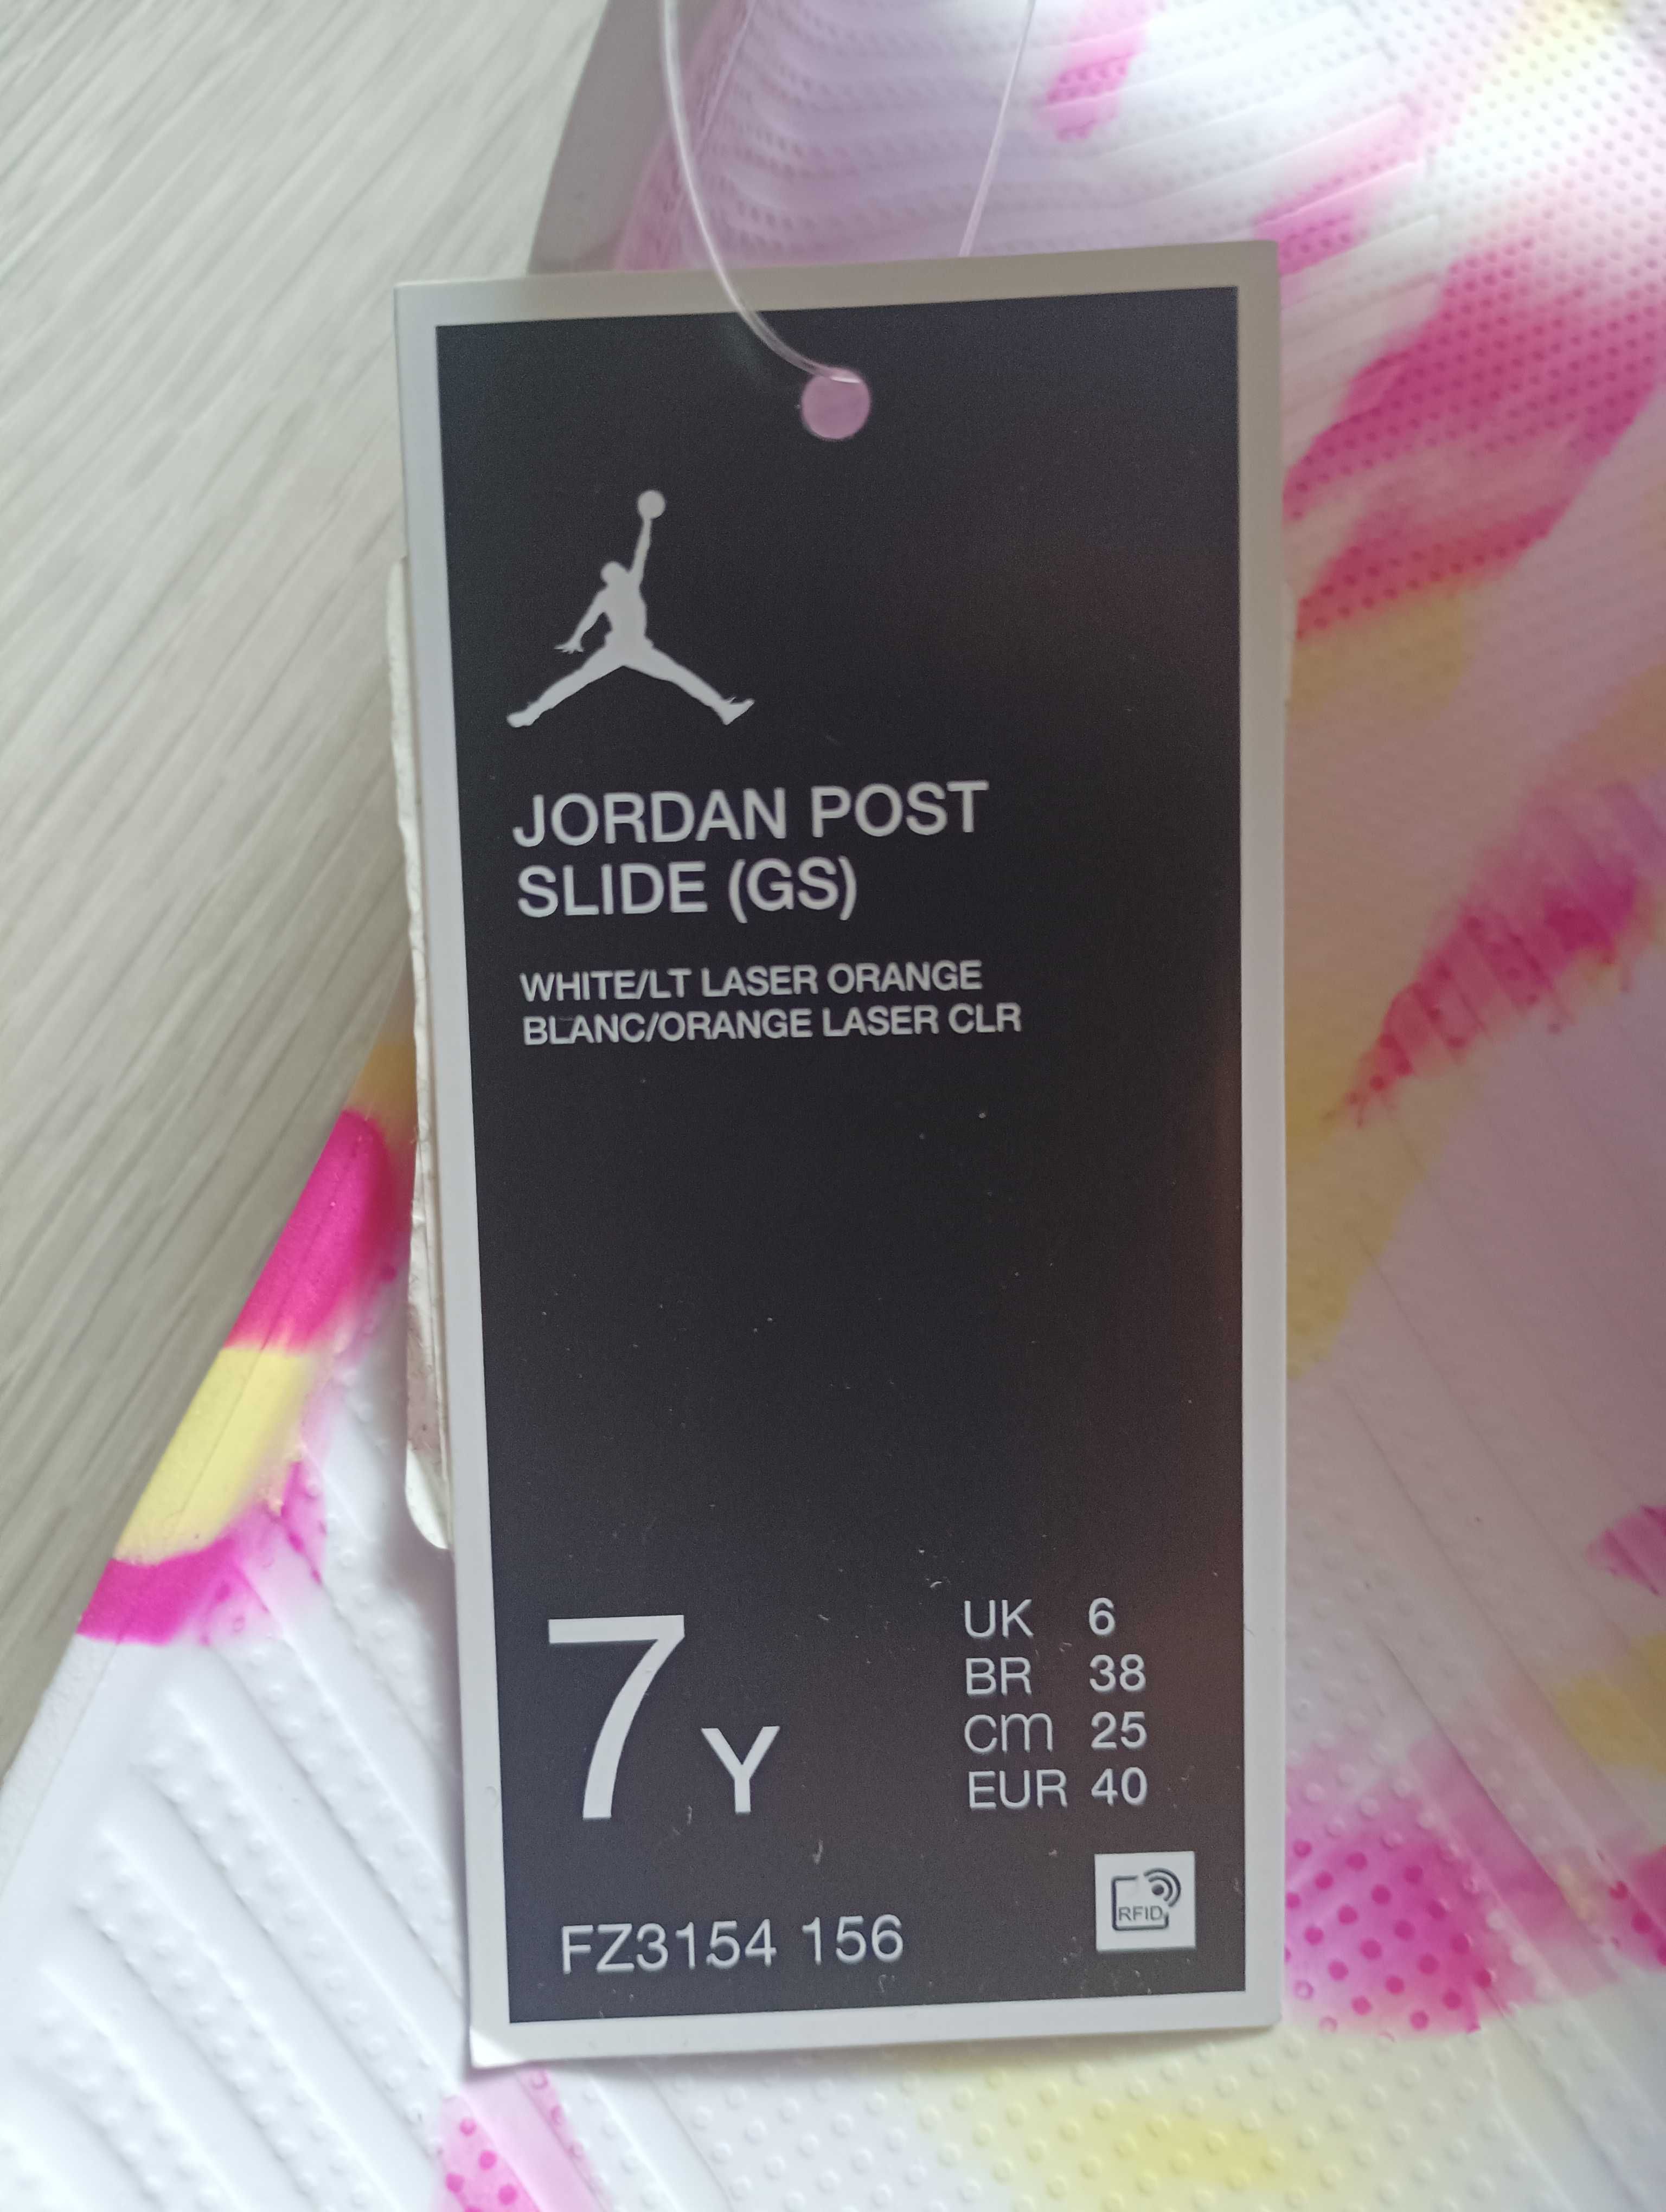 JORDAN POST
SLIDE (GS)
WHITE/LT LASER ORANGE
BLANC/ORANGE LASER CLR
7Y
UK 6
BR 38
cm 25
EUR 40
RFID
FZ3154 156